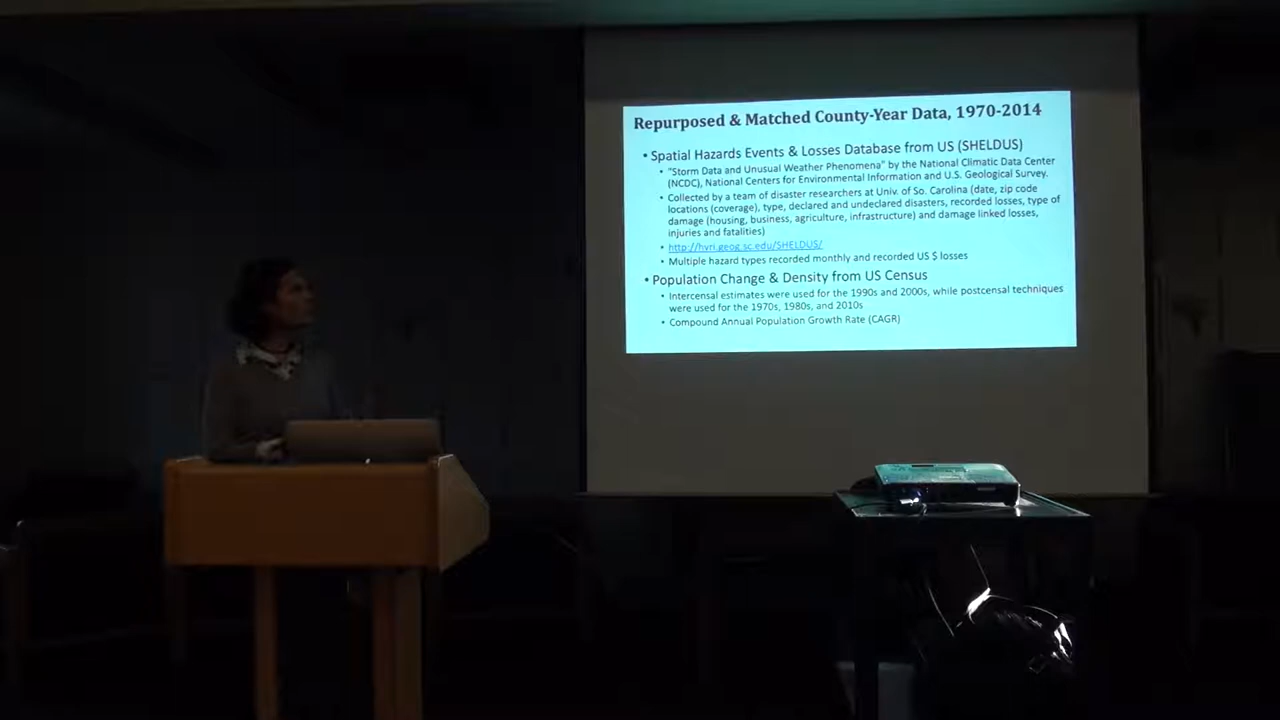 Repurposed & Matched County-Year Data, 1970-2014
• Spatial Hazards Events & Losses Database from US (SHELDUS)
• "Storm Data and Unusual Weather Phenomena" by the National Climatic Data Center
(NCDC), National Centers for Environmental Information and U.S. Geological Survey.
• Collected by a team of disaster researchers at Univ. of So. Carolina (date, zip code
locations (coverage), type, declared and undeclared disasters, recorded losses, type of
damage (housing, business, agriculture, infrastructure) and damage linked losses,
injuries and fatalities)
• http://hvri.geog.sc.edu/SHELDUS/
• Multiple hazard types recorded monthly and recorded US $ losses
• Population Change & Density from US Census
• Intercensal estimates were used for the 1990s and 2000s, while postcensal techniques
were used for the 1970s, 1980s, and 2010s
• Compound Annual Population Growth Rate (CAGR)